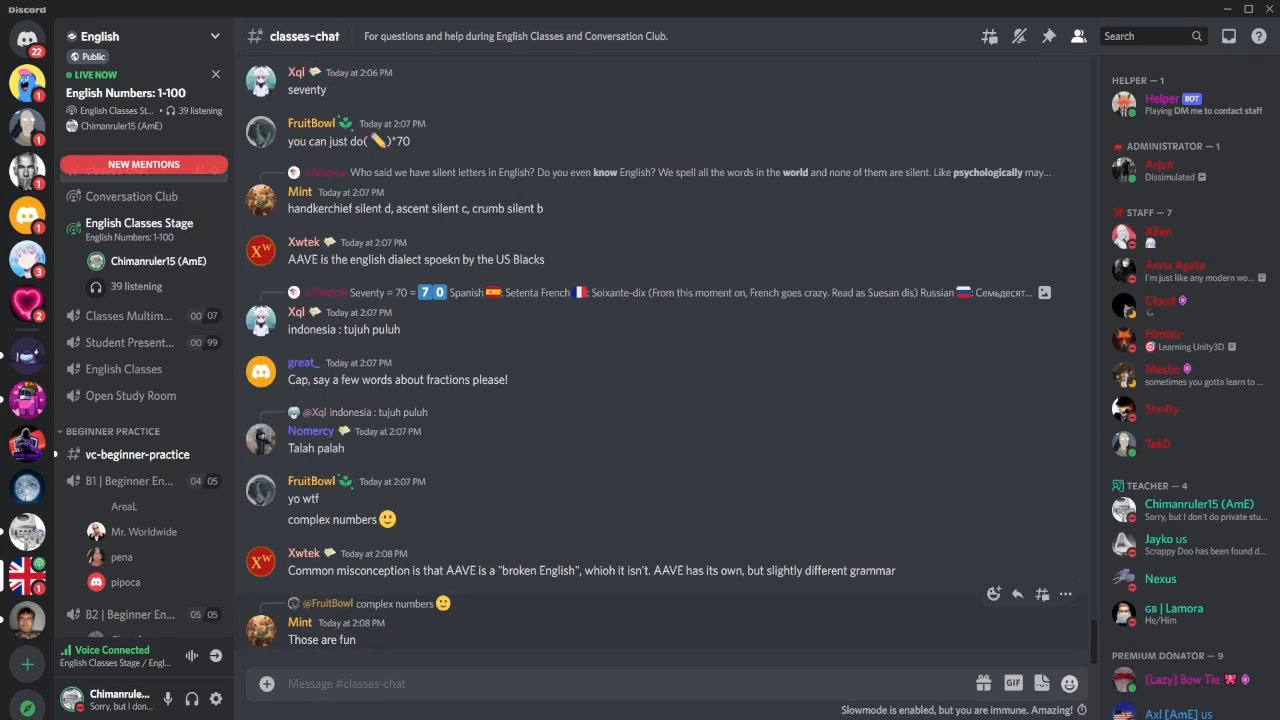 Discord
English
Public
LIVE NOW
English Numbers: 1-100
English Classes St... • 39 listening
Chimanruler15 (AmE)
NEW MENTIONS
Conversation Club
English Classes Stage
English Numbers: 1-100
Chimanruler15 (AmE)
39 listening
Classes Multim... 00 07
Student Present... 00 99
English Classes
Open Study Room
BEGINNER PRACTICE
vc-beginner-practice
B1 | Beginner En... 04 05
AreaL
Mr. Worldwide
pena
pipoca
B2 | Beginner En... 05 05
Voice Connected
English Classes Stage / Engl...
Chimanrule...
Sorry, but I don...
22
1
1
1
1
3
2
1
classes-chat
For questions and help during English Classes and Conversation Club.
Search
Xql Today at 2:06 PM
seventy
FruitBowl Today at 2:07 PM
you can just do( ✏️)*70
@Magical Who said we have silent letters in English? Do you even know English? We spell all the words in the world and none of them are silent. Like psychologically may...
Mint Today at 2:07 PM
handkerchief silent d, ascent silent c, crumb silent b
XW
Xwtek Today at 2:07 PM
AAVE is the english dialect spoekn by the US Blacks
@Magical Seventy = 70 = 7 0 Spanish 🇪🇸: Setenta French 🇫🇷: Soixante-dix (From this moment on, French goes crazy. Read as Suesan dis) Russian 🇷🇺: Семьдесят...
Xql Today at 2:07 PM
indonesia : tujuh puluh
great_ Today at 2:07 PM
Cap, say a few words about fractions please!
@Xql indonesia : tujuh puluh
Nomercy Today at 2:07 PM
Talah palah
FruitBowl Today at 2:07 PM
yo wtf
complex numbers 🙂
XW
Xwtek Today at 2:08 PM
Common misconception is that AAVE is a "broken English", whioh it isn't. AAVE has its own, but slightly different grammar
@FruitBowl complex numbers 🙂
Mint Today at 2:08 PM
Those are fun
Message #classes-chat
GIF
Slowmode is enabled, but you are immune. Amazing!
HELPER — 1
Helper BOT
Playing DM me to contact staff
ADMINISTRATOR — 1
Arjun
Dissimulated
STAFF — 7
Allen
Anna Agata
I'm just like any modern wo...
Cloud
Learning Unity3D
Mesho
sometimes you gotta learn to ...
Shrifty
TekD
TEACHER — 4
Chimanruler15 (AmE)
Sorry, but I don't do private stu...
Jayko us
Scrappy Doo has been found d...
Nexus
GB | Lamora
He/Him
PREMIUM DONATOR — 9
[Lazy] Bow Tie
Axl [AmE] us